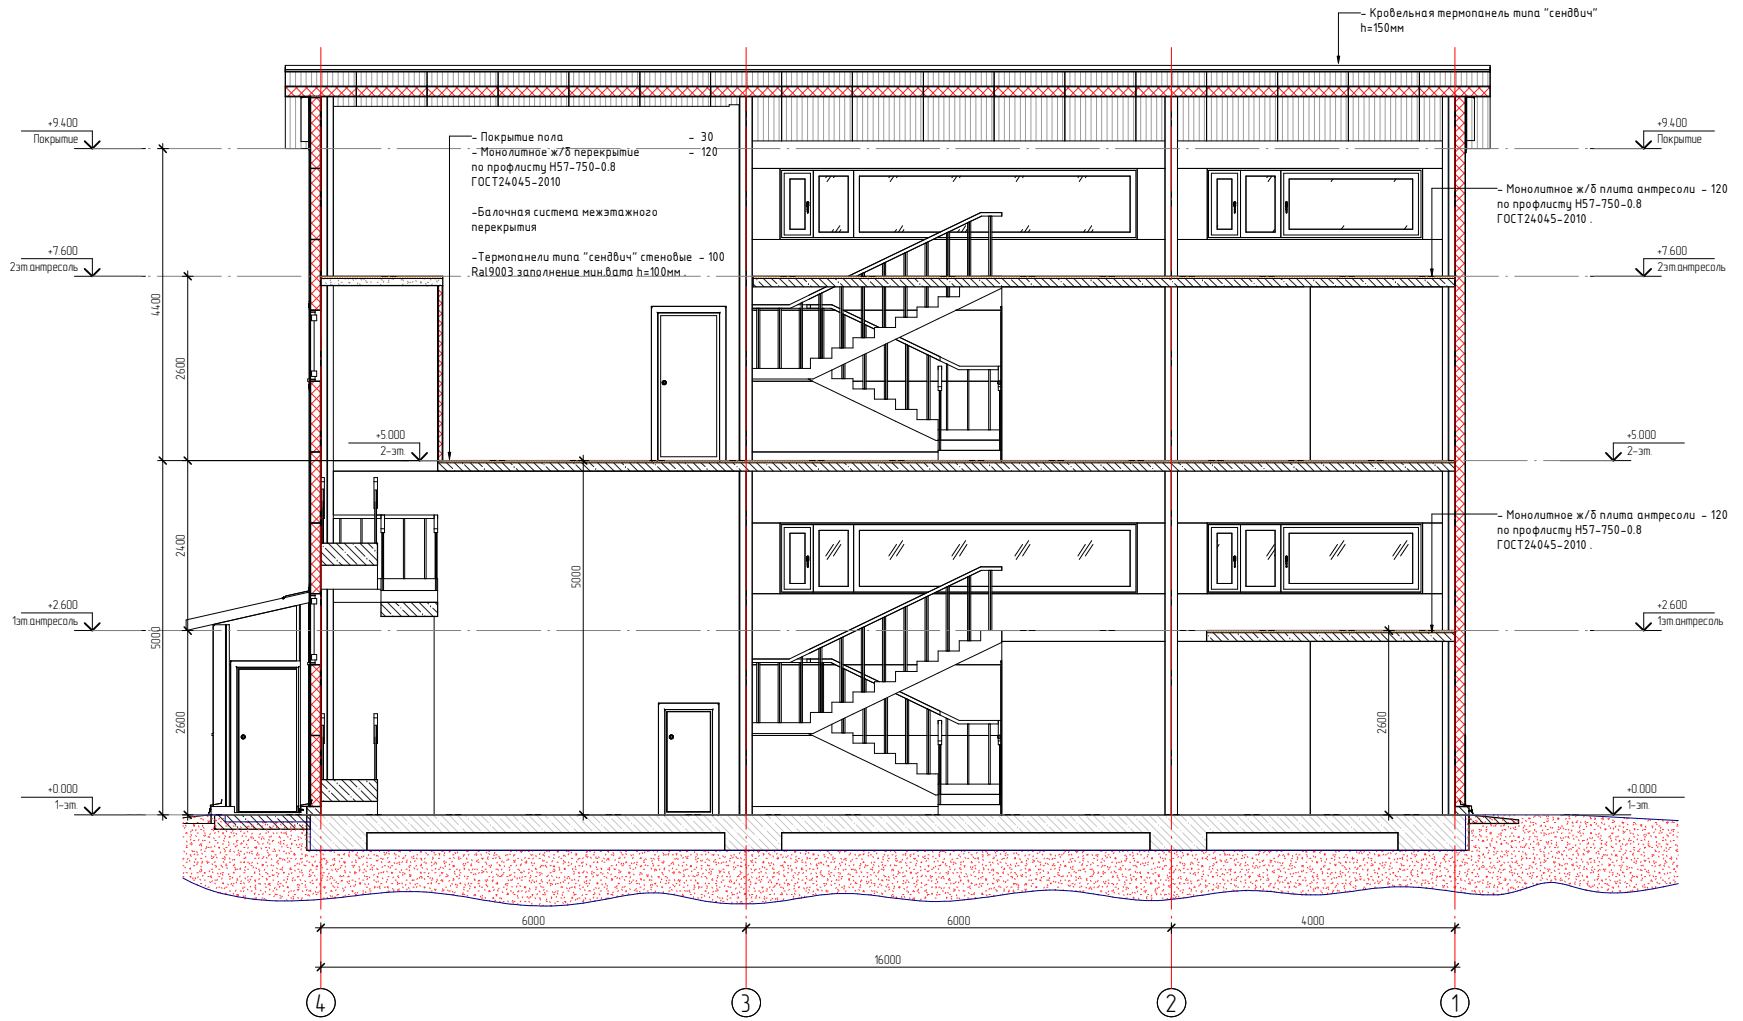 - Кровельная термопанель типа "сендвич"
h=150мм
+9.400
Покрытие
+9.400
Покрытие
- Покрытие пола - 30
- Монолитное ж/б перекрытие - 120
по профлисту Н57-750-0.8
ГОСТ24045-2010
-Балочная система межэтажного
перекрытия
-Термопанели типа "сендвич" стеновые - 100
Ral9003 заполнение мин.вата h=100мм.
- Монолитное ж/б плита антресоли - 120
по профлисту Н57-750-0.8
ГОСТ24045-2010.
+7.600
2эт.антресоль
+7.600
2эт.антресоль
4400
2600
+5.000
2-эт.
+5.000
2-эт.
- Монолитное ж/б плита антресоли - 120
по профлисту Н57-750-0.8
ГОСТ24045-2010.
2400
5000
+2.600
1эт.антресоль
+2.600
1эт.антресоль
5000
2600
2600
+0.000
1-эт.
+0.000
1-эт.
6000
6000
4000
16000
4
3
2
1